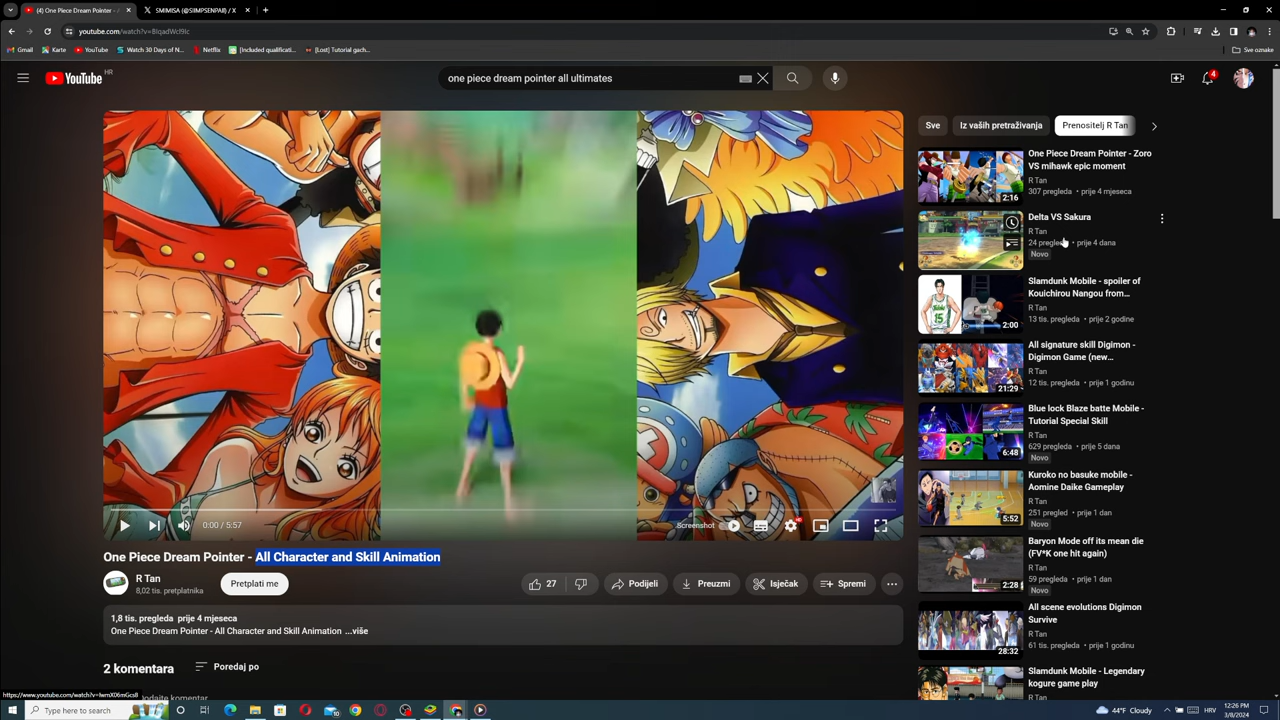 (4) One Piece Dream Pointer - All
SMIMISA (@SIIMPSENPAII) / X
youtube.com/watch?v=8IqadWcf9Ic
Gmail
Karte
YouTube
Watch 30 Days of N...
Netflix
[Included qualificati...
[Lost] Tutorial gach...
Sve oznake
YouTube HR
one piece dream pointer all ultimates
4
Sve
Iz vaših pretraživanja
Prenositelj R Tan
One Piece Dream Pointer - Zoro
VS mihawk epic moment
R Tan
307 pregleda • prije 4 mjeseca
2:16
Delta VS Sakura
R Tan
24 pregleda • prije 4 dana
Novo
Slamdunk Mobile - spoiler of
Kouichirou Nangou from...
R Tan
13 tis. pregleda • prije 2 godine
2:00
All signature skill Digimon -
Digimon Game (new...
R Tan
12 tis. pregleda • prije 1 godinu
21:29
Blue lock Blaze batte Mobile -
Tutorial Special Skill
R Tan
629 pregleda • prije 5 dana
Novo
6:48
Kuroko no basuke mobile -
Aomine Daike Gameplay
R Tan
251 pregled • prije 1 dan
Novo
5:52
Baryon Mode off its mean die
(FV*K one hit again)
R Tan
59 pregleda • prije 1 dan
Novo
2:28
All scene evolutions Digimon
Survive
R Tan
61 tis. pregleda • prije 1 godinu
28:32
Slamdunk Mobile - Legendary
kogure game play
R Tan
0:00 / 5:57
Screenshot
One Piece Dream Pointer - All Character and Skill Animation
R Tan
8,02 tis. pretplatnika
Pretplati me
27
Podijeli
Preuzmi
Isječak
Spremi
1,8 tis. pregleda prije 4 mjeseca
One Piece Dream Pointer - All Character and Skill Animation ...više
2 komentara
Poredaj po
Dodajte komentar
Type here to search
44°F Cloudy
HRV
12:26 PM
3/8/2024